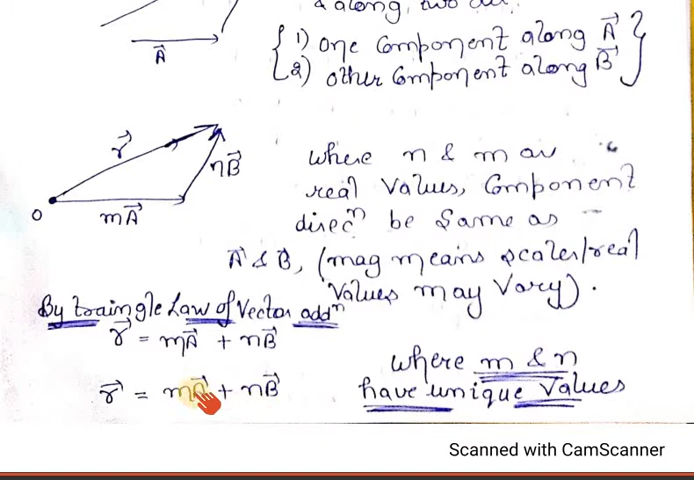 & along, two
A
{ 1) one Component along A }
{ 2) other Component along B }
r
nB
O
mA
where n & m are
real values, Component
direcⁿ be same as
A & B, (mag means scaler/real
values may vary).
By traingle Law of Vector addⁿ
r = mA + nB
where m & n
r = mA + nB
have unique values
Scanned with CamScanner